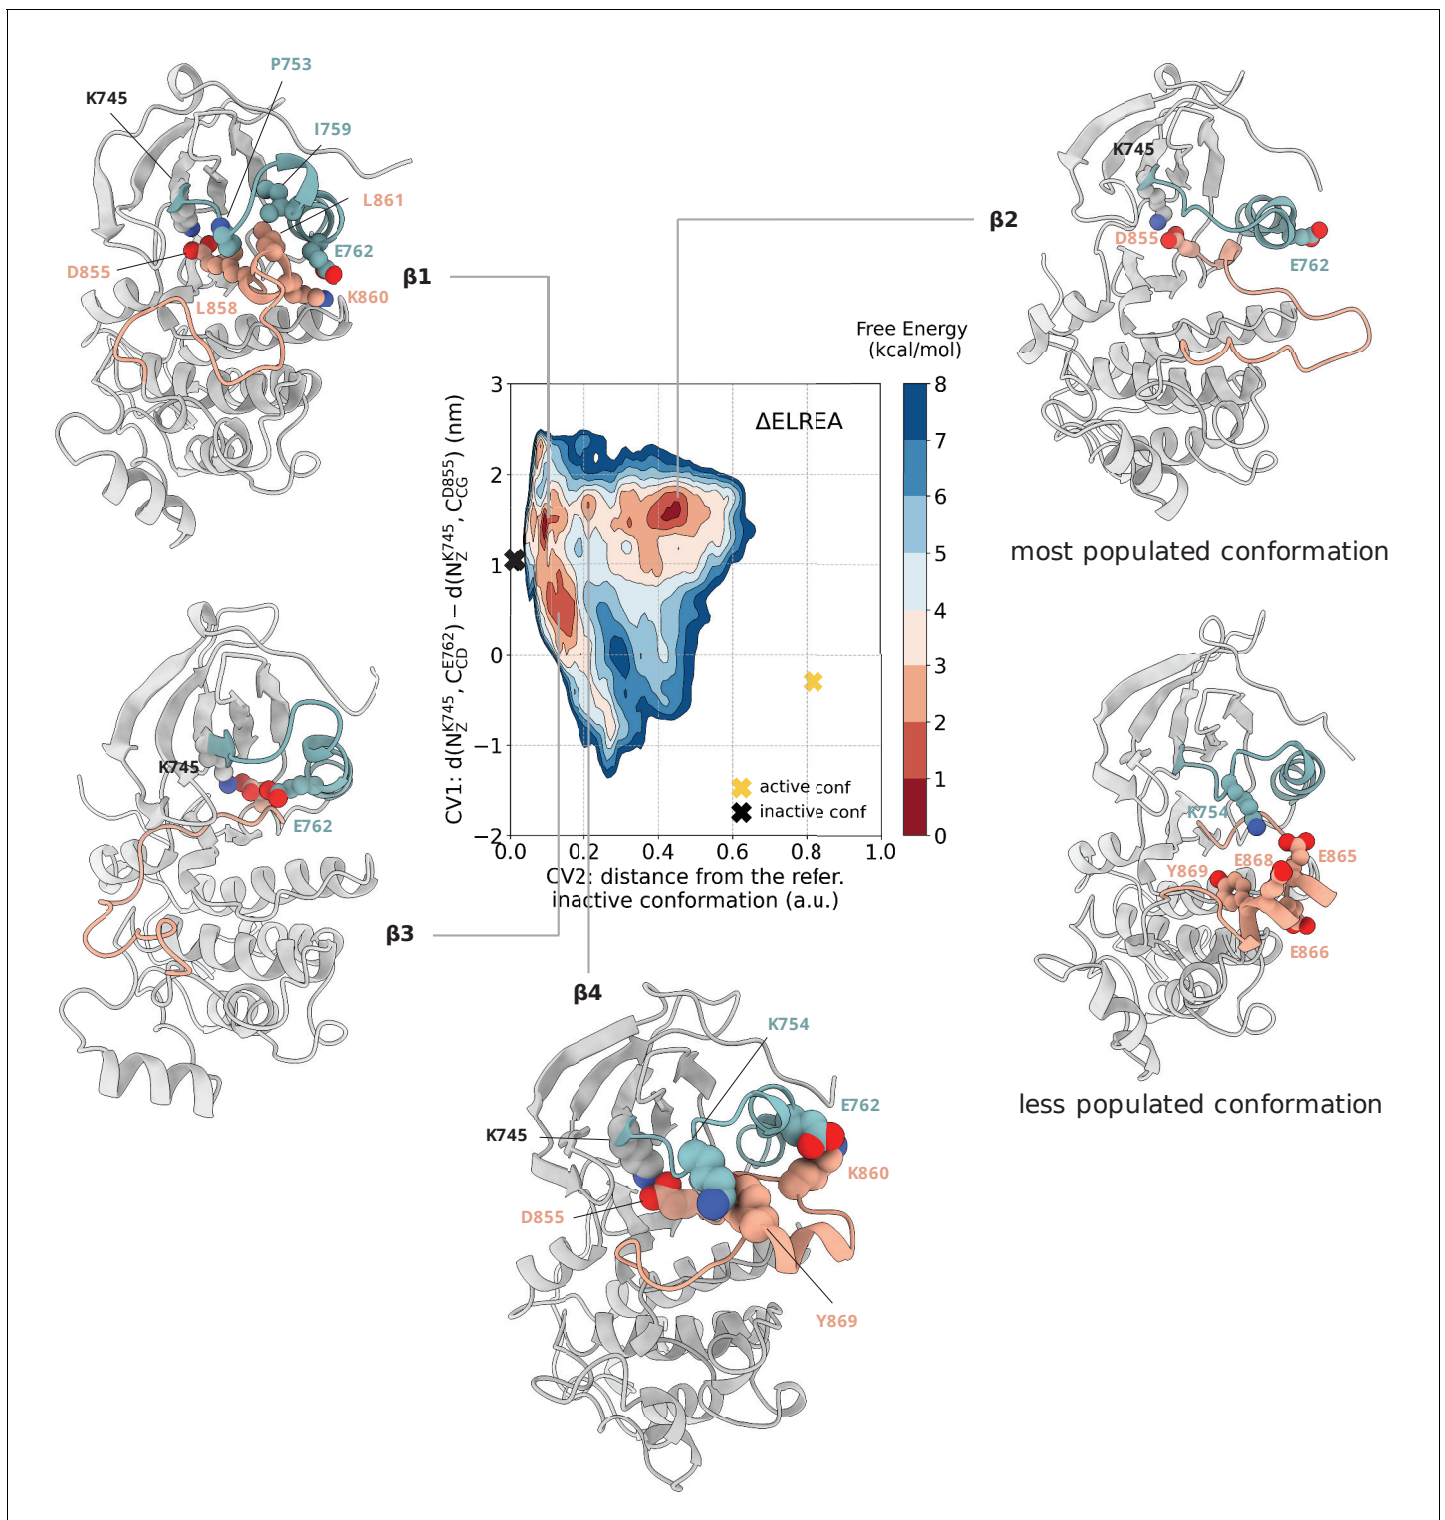 P753
K745
I759
L861
E762
D855
K860
L858
β1
K745
D855
E762
β2
most populated conformation
Free Energy
(kcal/mol)
ΔELREA
3
2
1
0
−1
−2
0.0
0.2
0.4
0.6
0.8
1.0
8
7
6
5
4
3
2
1
0
CV1: d(N_Z^K745, C_CD^E762) − d(N_Z^K745, C_CG^D855) (nm)
CV2: distance from the refer.
inactive conformation (a.u.)
active conf
inactive conf
K745
E762
β3
K754
E868
E865
Y869
E866
less populated conformation
β4
K754
E762
K745
K860
D855
Y869